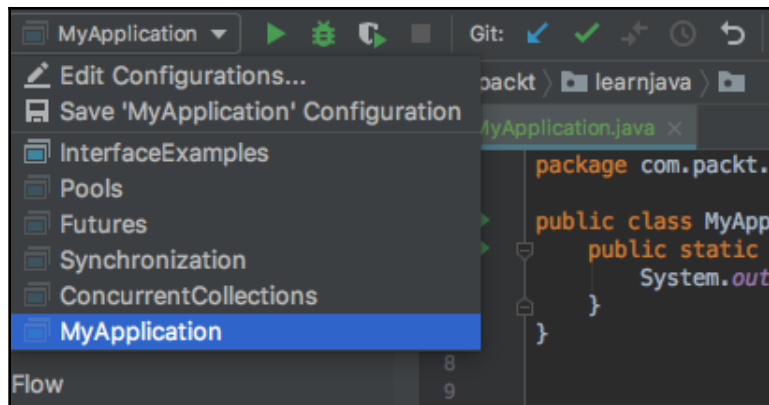 MyApplication Git:
Edit Configurations...
packt learnjava
Save 'MyApplication' Configuration
MyApplication.java
InterfaceExamples
package com.packt.
Pools
Futures
public class MyApp
Synchronization
public static
System.out
ConcurrentCollections
}
MyApplication
}
8
Flow
9